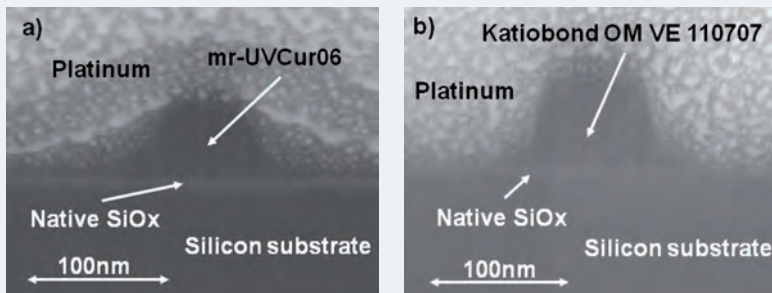 a)
mr-UVCur06
Platinum
Native SiOx
Silicon substrate
100nm
b)
Katiobond OM VE 110707
Platinum
Native SiOx
Silicon substrate
100nm